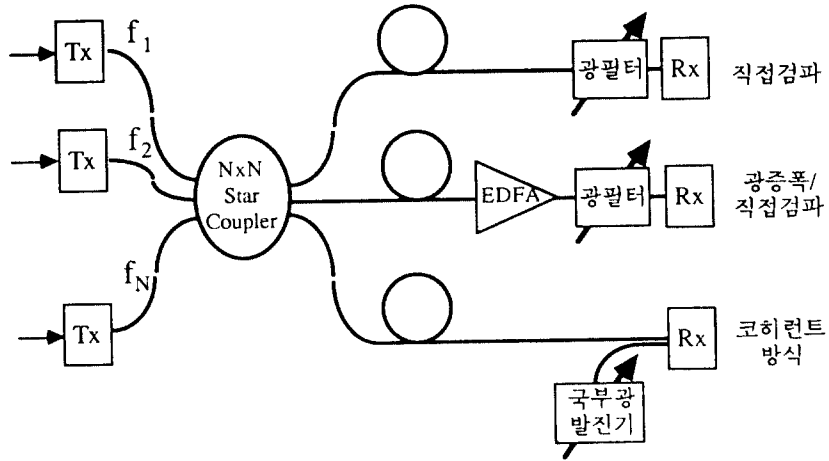 Tx
f1
광필터
Rx
직접검파
Tx
f2
NxN
Star
Coupler
EDFA
광필터
Rx
광증폭/
직접검파
Tx
fN
Rx
코히런트
방식
국부광
발진기